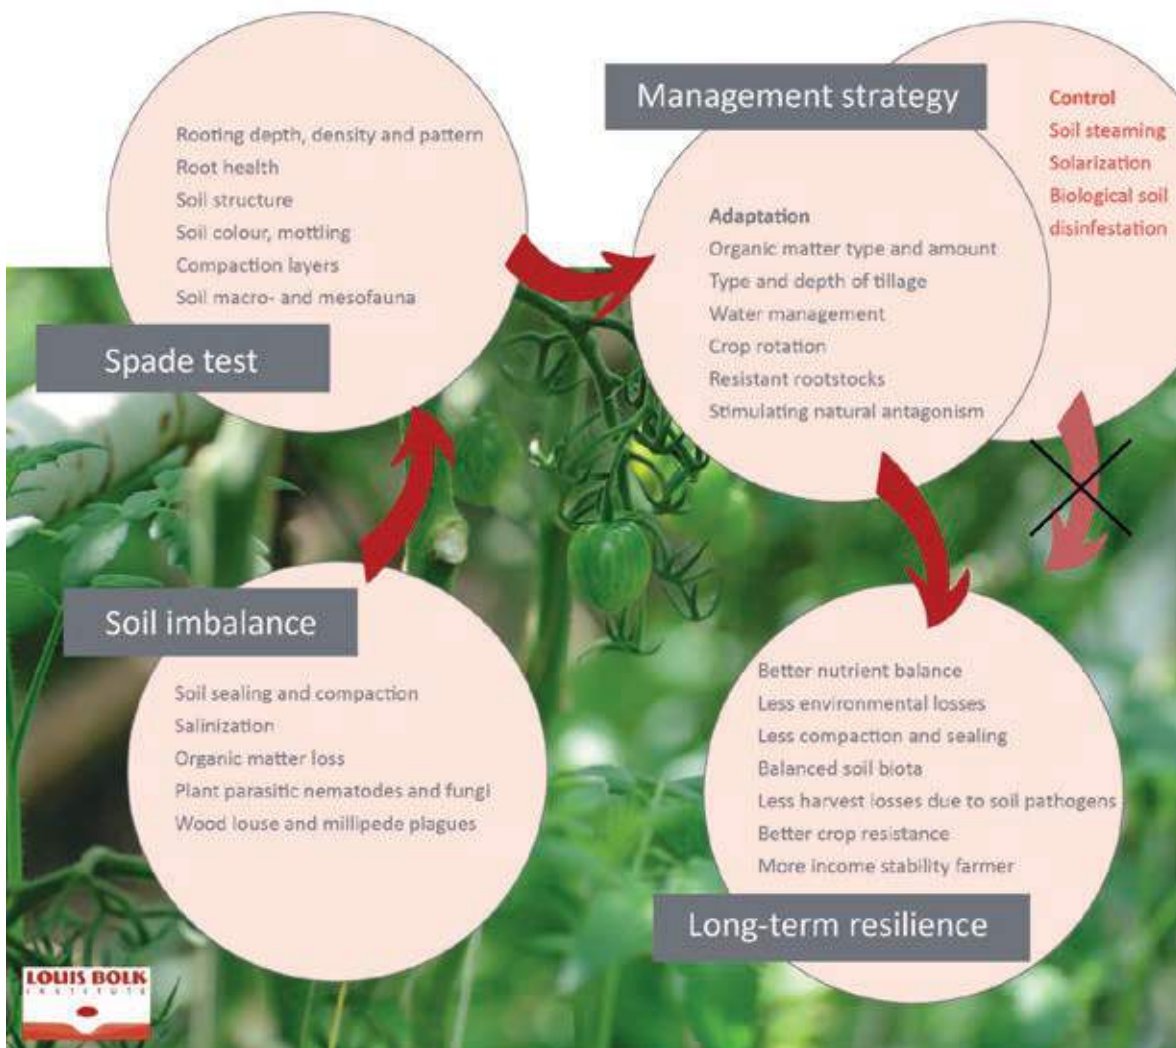 Management strategy
Control
Soil steaming
Solarization
Biological soil
disinfestation
Rooting depth, density and pattern
Root health
Soil structure
Soil colour, mottling
Compaction layers
Soil macro- and mesofauna
Spade test
Adaptation
Organic matter type and amount
Type and depth of tillage
Water management
Crop rotation
Resistant rootstocks
Stimulating natural antagonism
Soil imbalance
Soil sealing and compaction
Salinization
Organic matter loss
Plant parasitic nematodes and fungi
Wood louse and millipede plagues
Better nutrient balance
Less environmental losses
Less compaction and sealing
Balanced soil biota
Less harvest losses due to soil pathogens
Better crop resistance
More income stability farmer
Long-term resilience
LOUIS BOLK
INSTITUTE